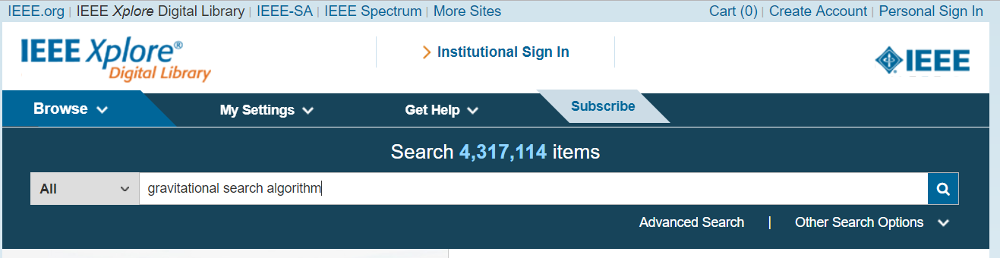 IEEE.org | IEEE Xplore Digital Library | IEEE-SA | IEEE Spectrum | More Sites Cart (0) | Create Account | Personal Sign In
IEEE Xplore®
Digital Library
Institutional Sign In
IEEE
Browse My Settings Get Help Subscribe
Search 4,317,114 items
All gravitational search algorithm
Advanced Search | Other Search Options